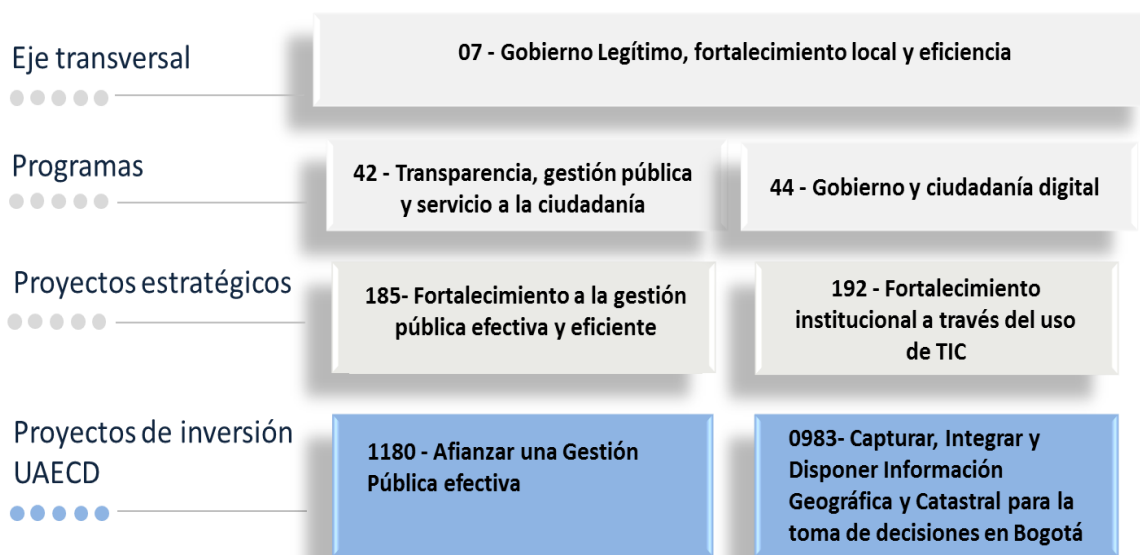 Eje transversal
07 - Gobierno Legítimo, fortalecimiento local y eficiencia
Programas
42 - Transparencia, gestión pública
y servicio a la ciudadanía
44 - Gobierno y ciudadanía digital
Proyectos estratégicos
185- Fortalecimiento a la gestión
pública efectiva y eficiente
192 - Fortalecimiento
institucional a través del uso
de TIC
Proyectos de inversión
UAECD
1180 - Afianzar una Gestión
Pública efectiva
0983- Capturar, Integrar y
Disponer Información
Geográfica y Catastral para la
toma de decisiones en Bogotá